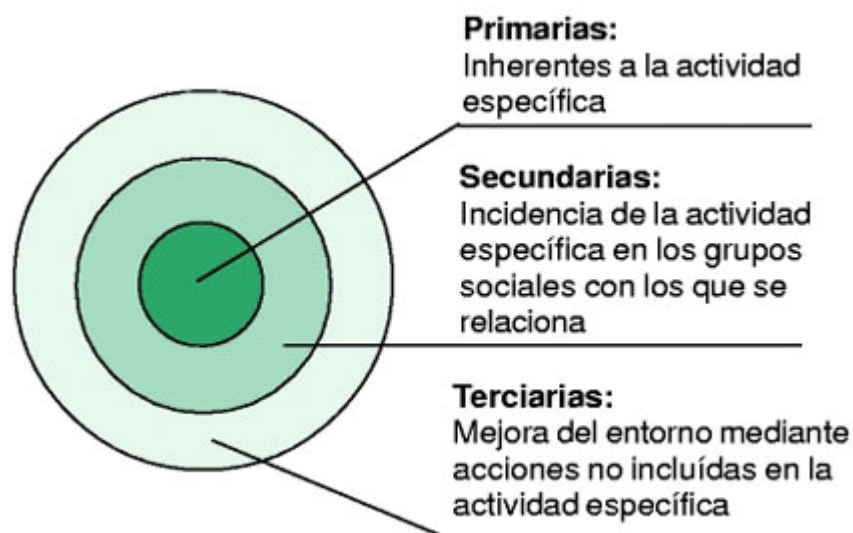 Primarias:
Inherentes a la actividad
específica
Secundarias:
Incidencia de la actividad
específica en los grupos
sociales con los que se
relaciona
Terciarias:
Mejora del entorno mediante
acciones no incluídas en la
actividad específica